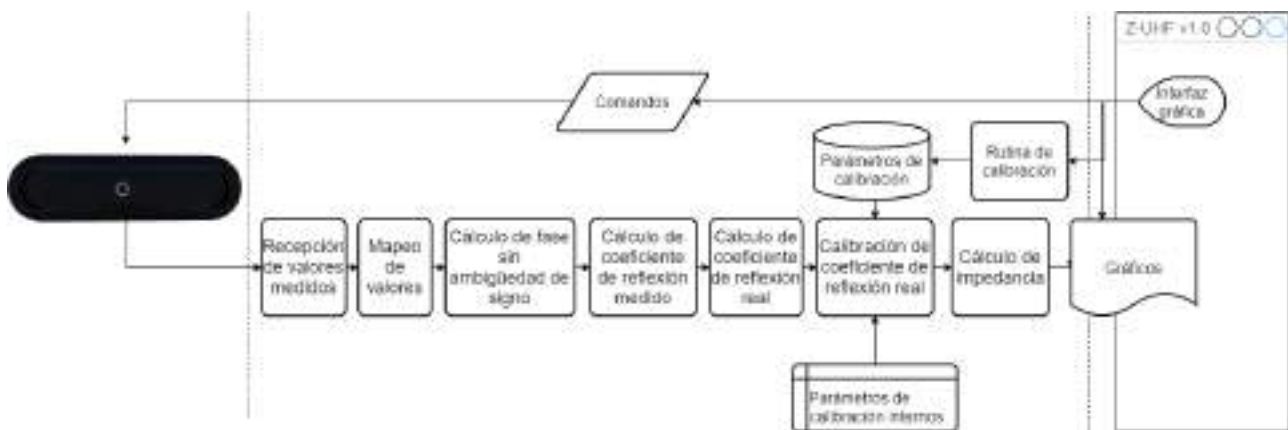 Z-UHF v1.0
Comandos
Interfaz
gráfica
Parámetros de
calibración
Rutina de
calibración
Recepción
de valores
medidos
Mapeo
de
valores
Cálculo de fase
sin
ambigüedad de
signo
Cálculo de
coeficiente
de reflexión
medido
Cálculo de
coeficiente
de reflexión
real
Calibración de
coeficiente de
reflexión real
Cálculo de
impedancia
Gráficos
Parámetros de
calibración internos